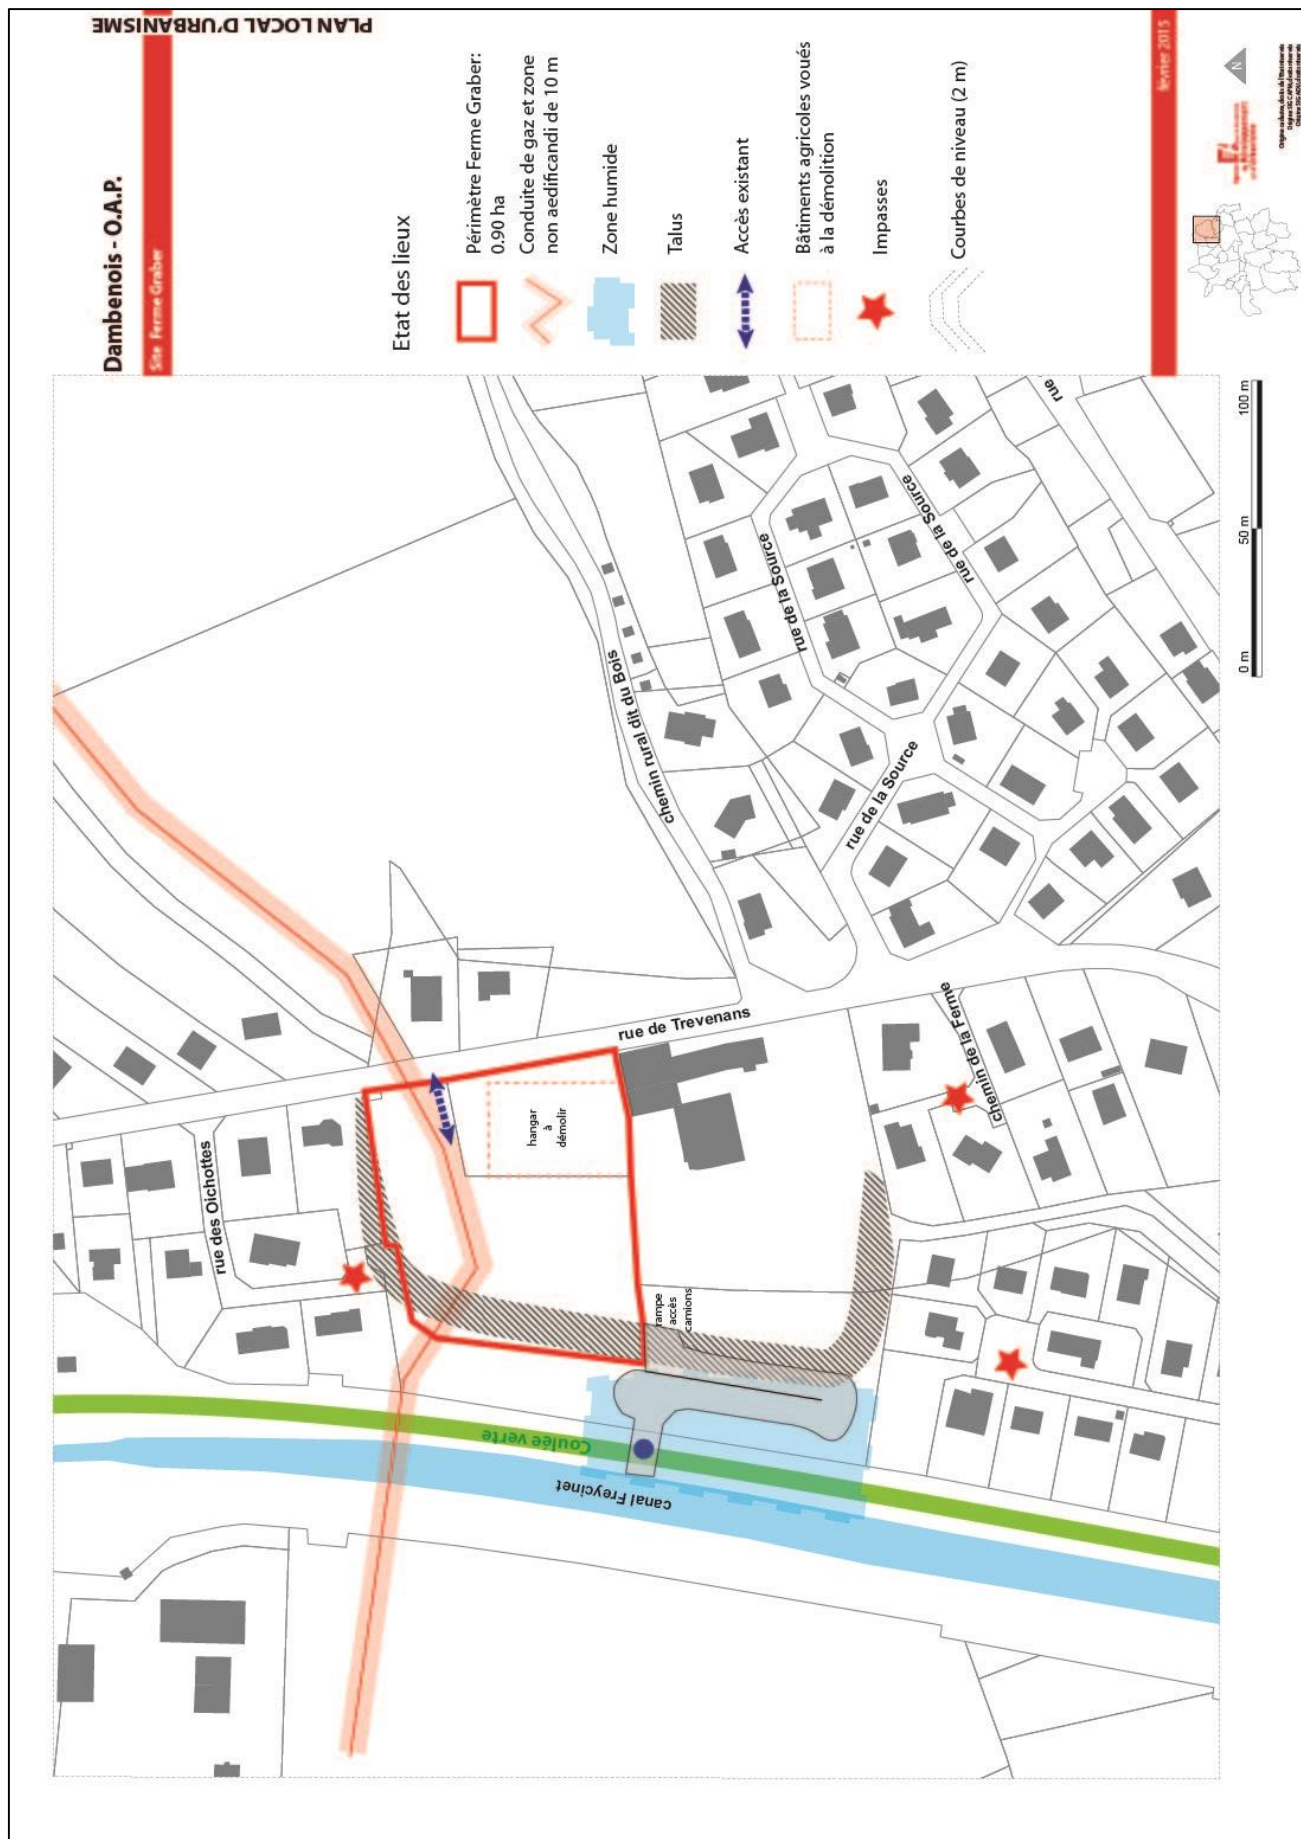 PLAN LOCAL D'URBANISME
Dambenois - O.A.P.
Site Ferme Graber
Etat des lieux
Périmètre Ferme Graber:
0.90 ha
Conduite de gaz et zone
non aedificandi de 10 m
Zone humide
Talus
Accès existant
Bâtiments agricoles voués
à la démolition
Impasses
Courbes de niveau (2 m)
février 2015
N
0 m
50 m
100 m
chemin rural dit du Bois
rue de la Source
rue de la Source
rue de la Source
rue
rue de Trevenans
chemin de la Ferme
rue des Oichottes
hangar
à
démolir
rampe
accès
camions
Coulée verte
canal Freycinet